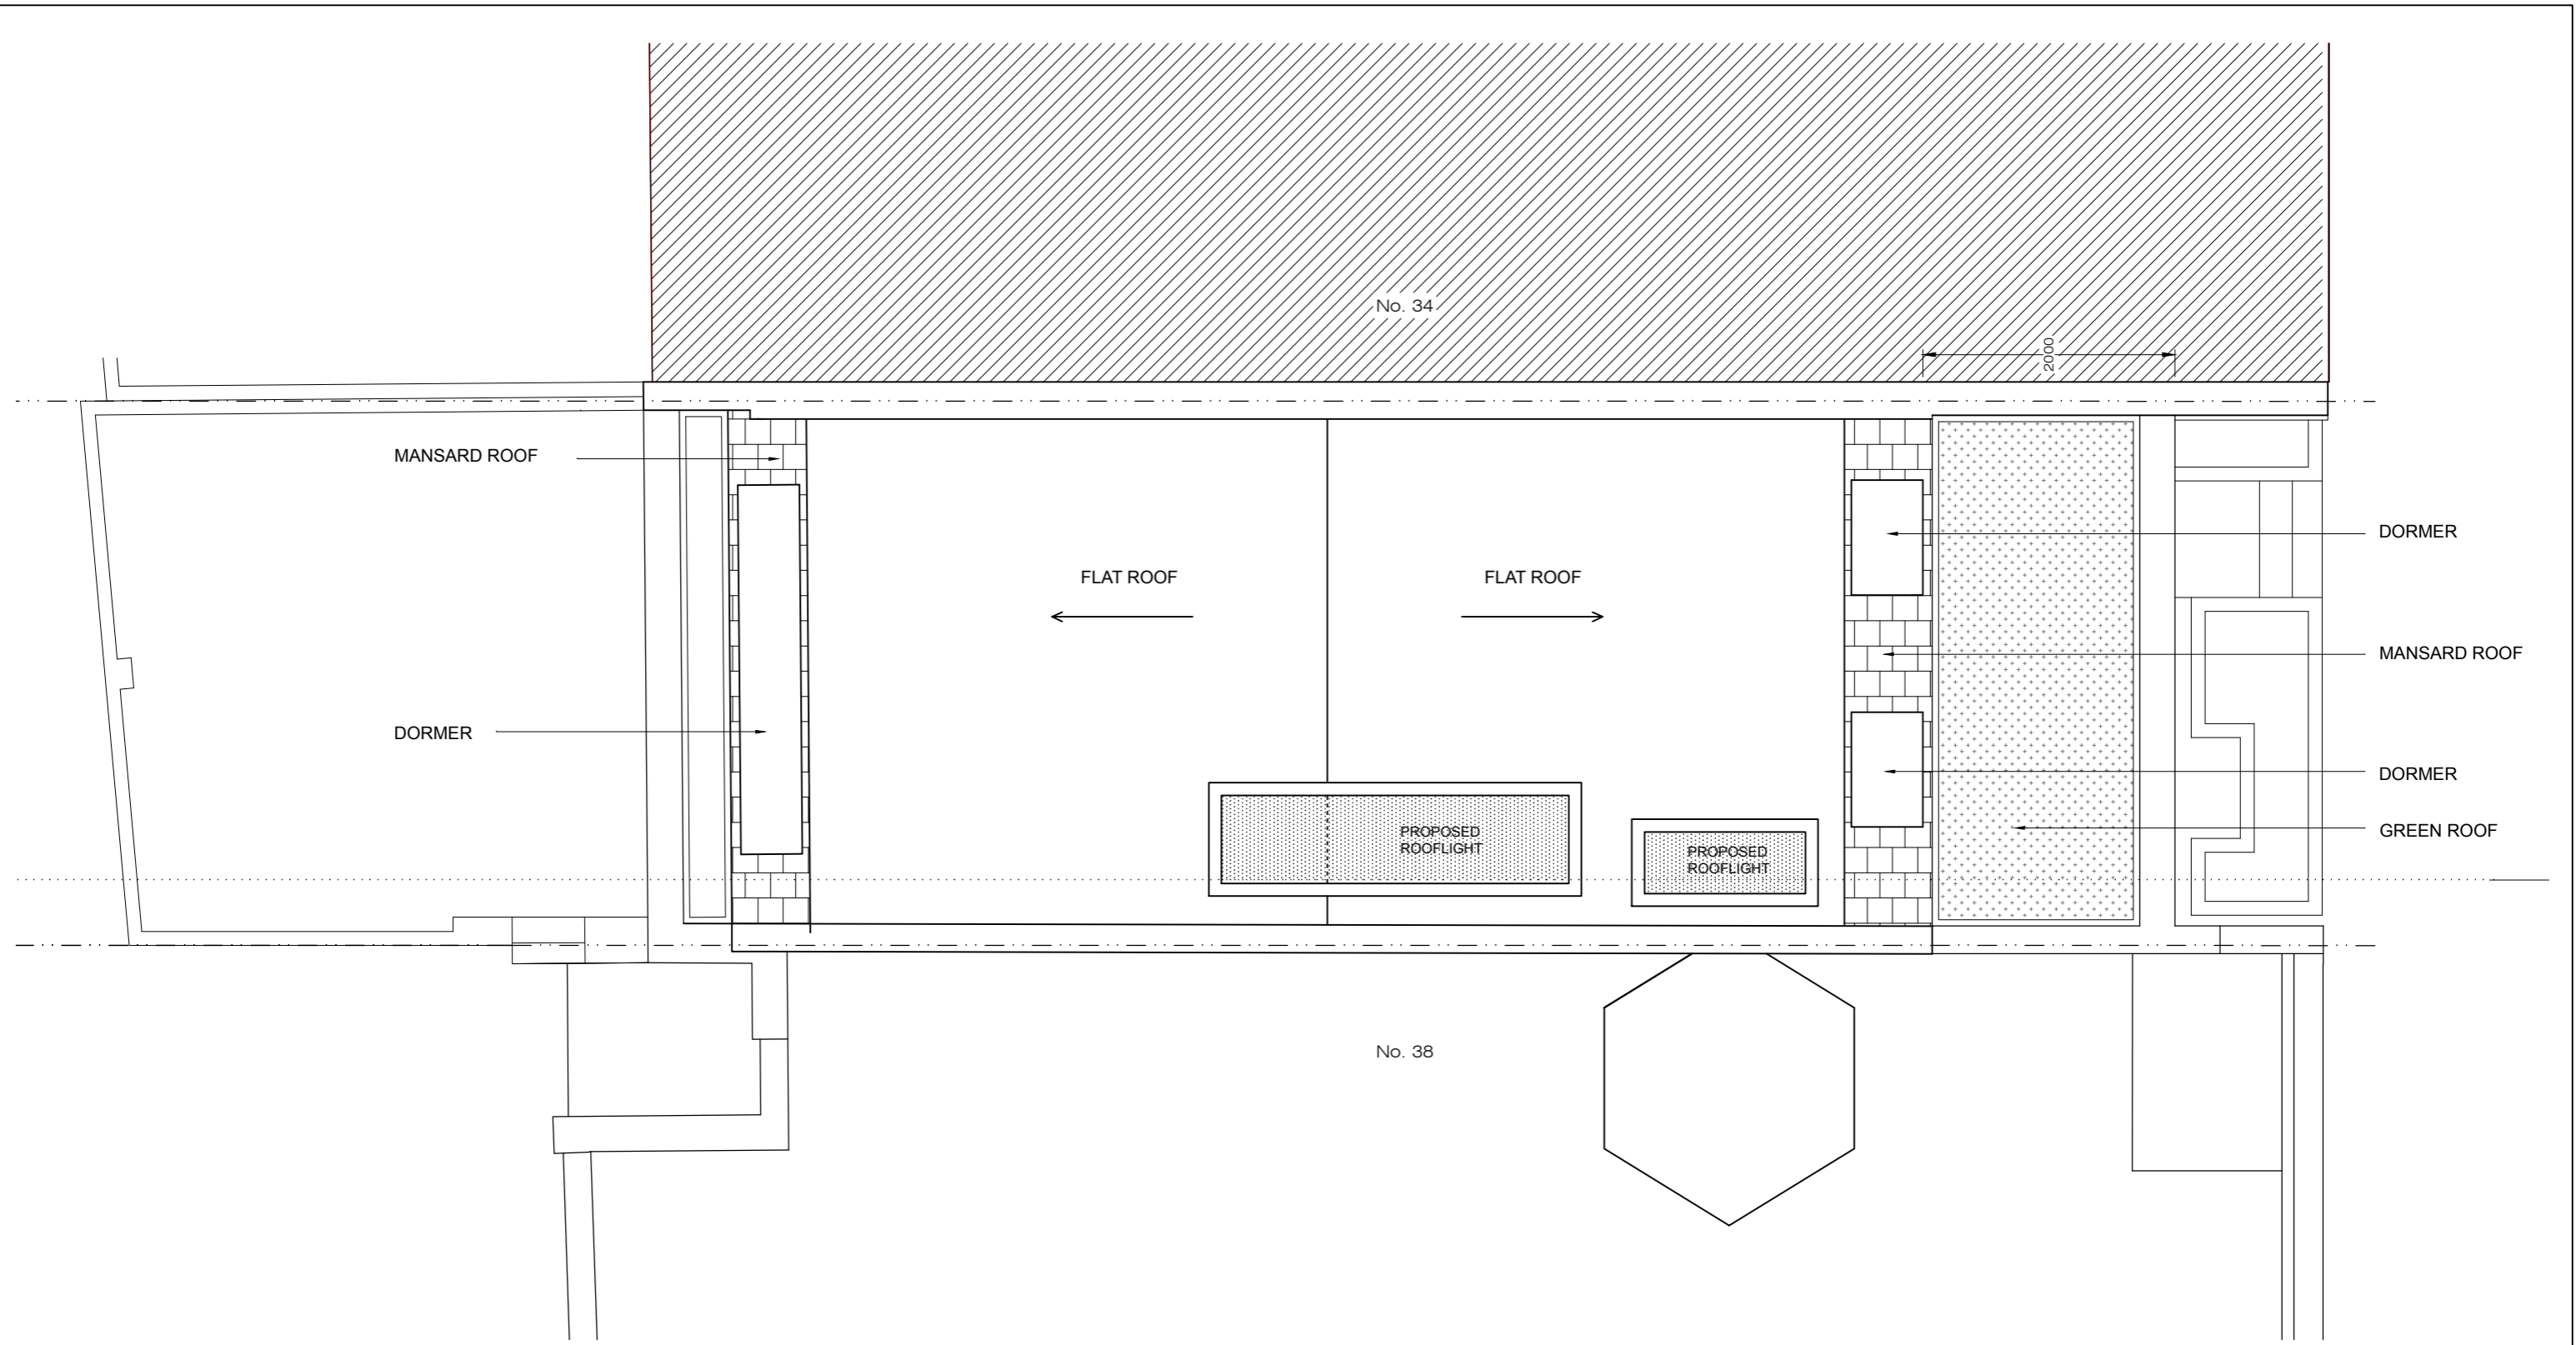 No. 34
2000
MANSARD ROOF
DORMER
FLAT ROOF
FLAT ROOF
DORMER
MANSARD ROOF
DORMER
GREEN ROOF
PROPOSED
ROOFLIGHT
PROPOSED
ROOFLIGHT
No. 38